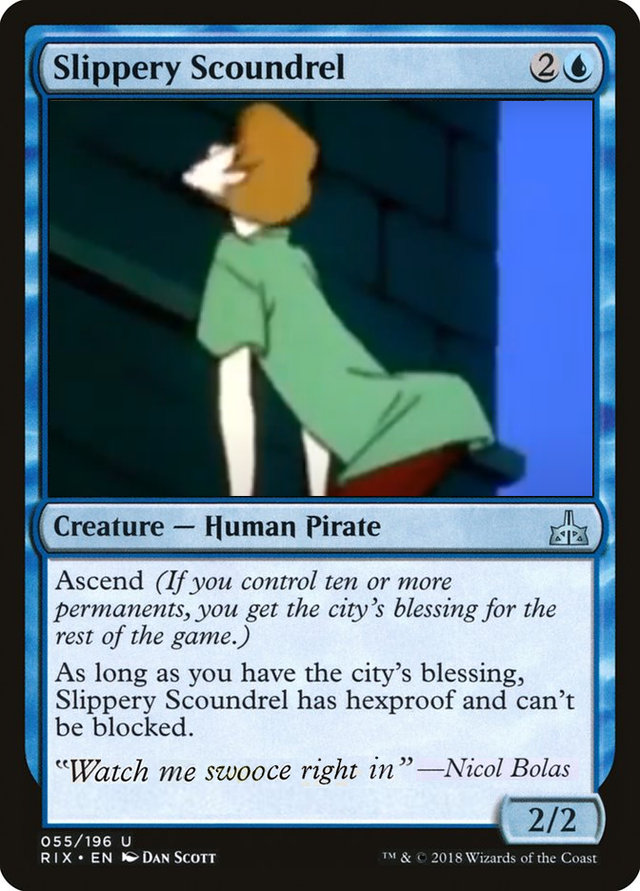 Slippery Scoundrel 2
Creature — Human Pirate
Ascend (If you control ten or more
permanents, you get the city's blessing for the
rest of the game.)
As long as you have the city's blessing,
Slippery Scoundrel has hexproof and can't
be blocked.
"Watch me swooce right in" —Nicol Bolas
2/2
055/196 U
RIX • EN Dan Scott
™ & © 2018 Wizards of the Coast